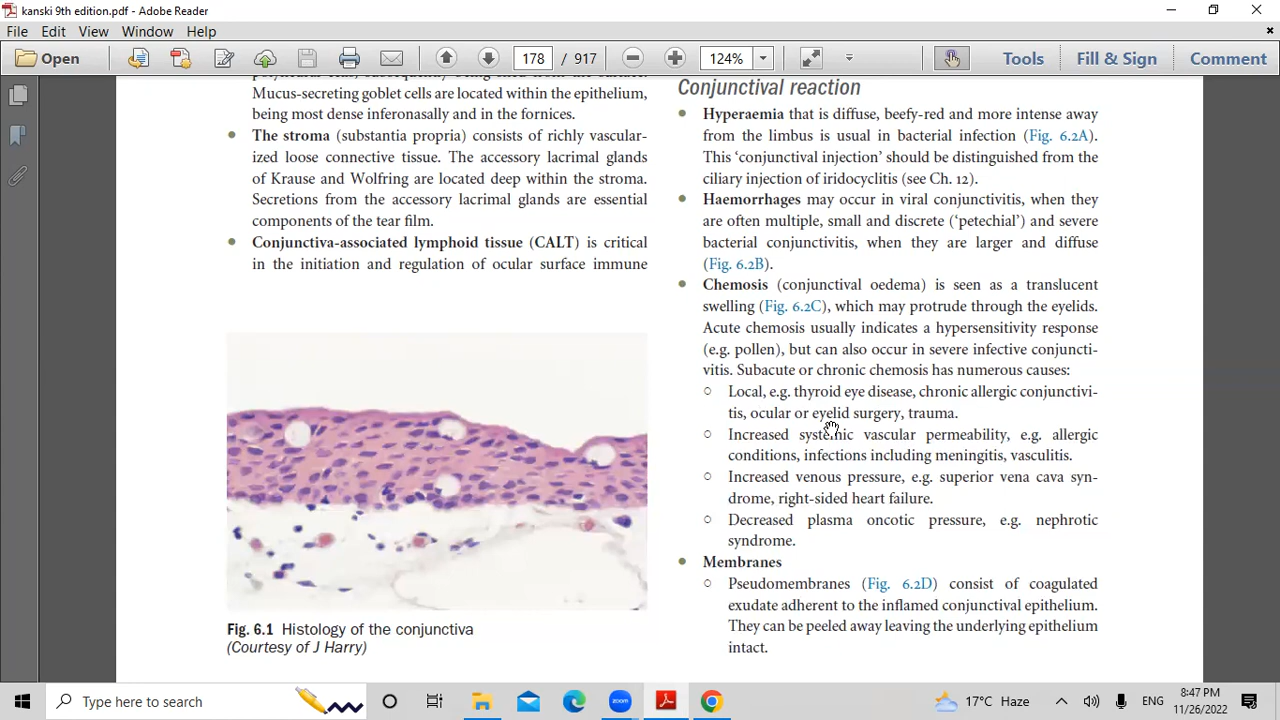 kanski 9th edition.pdf - Adobe Reader
File Edit View Window Help
Open 178 / 917 124% Tools Fill & Sign Comment
Mucus-secreting goblet cells are located within the epithelium,
being most dense inferonasally and in the fornices.
The stroma (substantia propria) consists of richly vascular-
ized loose connective tissue. The accessory lacrimal glands
of Krause and Wolfring are located deep within the stroma.
Secretions from the accessory lacrimal glands are essential
components of the tear film.
Conjunctiva-associated lymphoid tissue (CALT) is critical
in the initiation and regulation of ocular surface immune
Fig. 6.1 Histology of the conjunctiva
(Courtesy of J Harry)
Conjunctival reaction
Hyperaemia that is diffuse, beefy-red and more intense away
from the limbus is usual in bacterial infection (Fig. 6.2A).
This ‘conjunctival injection’ should be distinguished from the
ciliary injection of iridocyclitis (see Ch. 12).
Haemorrhages may occur in viral conjunctivitis, when they
are often multiple, small and discrete (‘petechial’) and severe
bacterial conjunctivitis, when they are larger and diffuse
(Fig. 6.2B).
Chemosis (conjunctival oedema) is seen as a translucent
swelling (Fig. 6.2C), which may protrude through the eyelids.
Acute chemosis usually indicates a hypersensitivity response
(e.g. pollen), but can also occur in severe infective conjuncti-
vitis. Subacute or chronic chemosis has numerous causes:
Local, e.g. thyroid eye disease, chronic allergic conjunctivi-
tis, ocular or eyelid surgery, trauma.
Increased systemic vascular permeability, e.g. allergic
conditions, infections including meningitis, vasculitis.
Increased venous pressure, e.g. superior vena cava syn-
drome, right-sided heart failure.
Decreased plasma oncotic pressure, e.g. nephrotic
syndrome.
Membranes
Pseudomembranes (Fig. 6.2D) consist of coagulated
exudate adherent to the inflamed conjunctival epithelium.
They can be peeled away leaving the underlying epithelium
intact.
Type here to search
zoom
17°C Haze
ENG
8:47 PM
11/26/2022